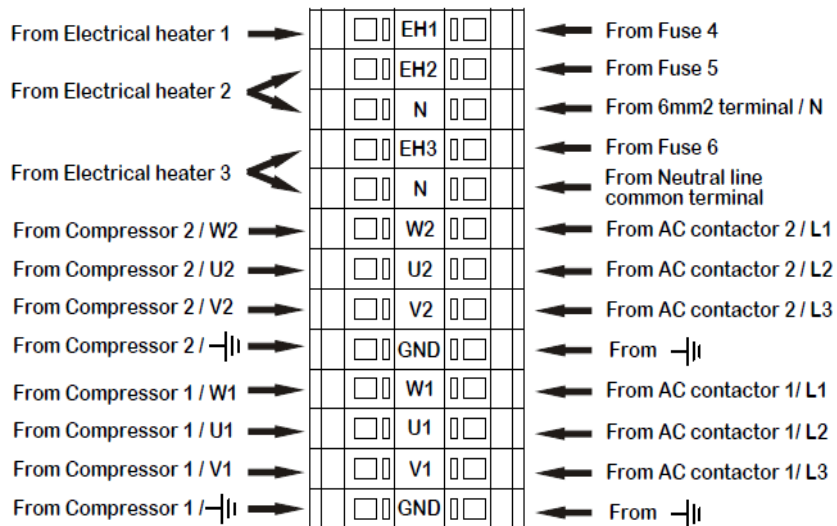 From Electrical heater 1 EH1 From Fuse 4
From Electrical heater 2 EH2 From Fuse 5
N From 6mm2 terminal / N
From Electrical heater 3 EH3 From Fuse 6
N From Neutral line
common terminal
From Compressor 2 / W2 W2 From AC contactor 2 / L1
From Compressor 2 / U2 U2 From AC contactor 2 / L2
From Compressor 2 / V2 V2 From AC contactor 2 / L3
From Compressor 2 / GND From
From Compressor 1 / W1 W1 From AC contactor 1/ L1
From Compressor 1 / U1 U1 From AC contactor 1/ L2
From Compressor 1 / V1 V1 From AC contactor 1/ L3
From Compressor 1 / GND From